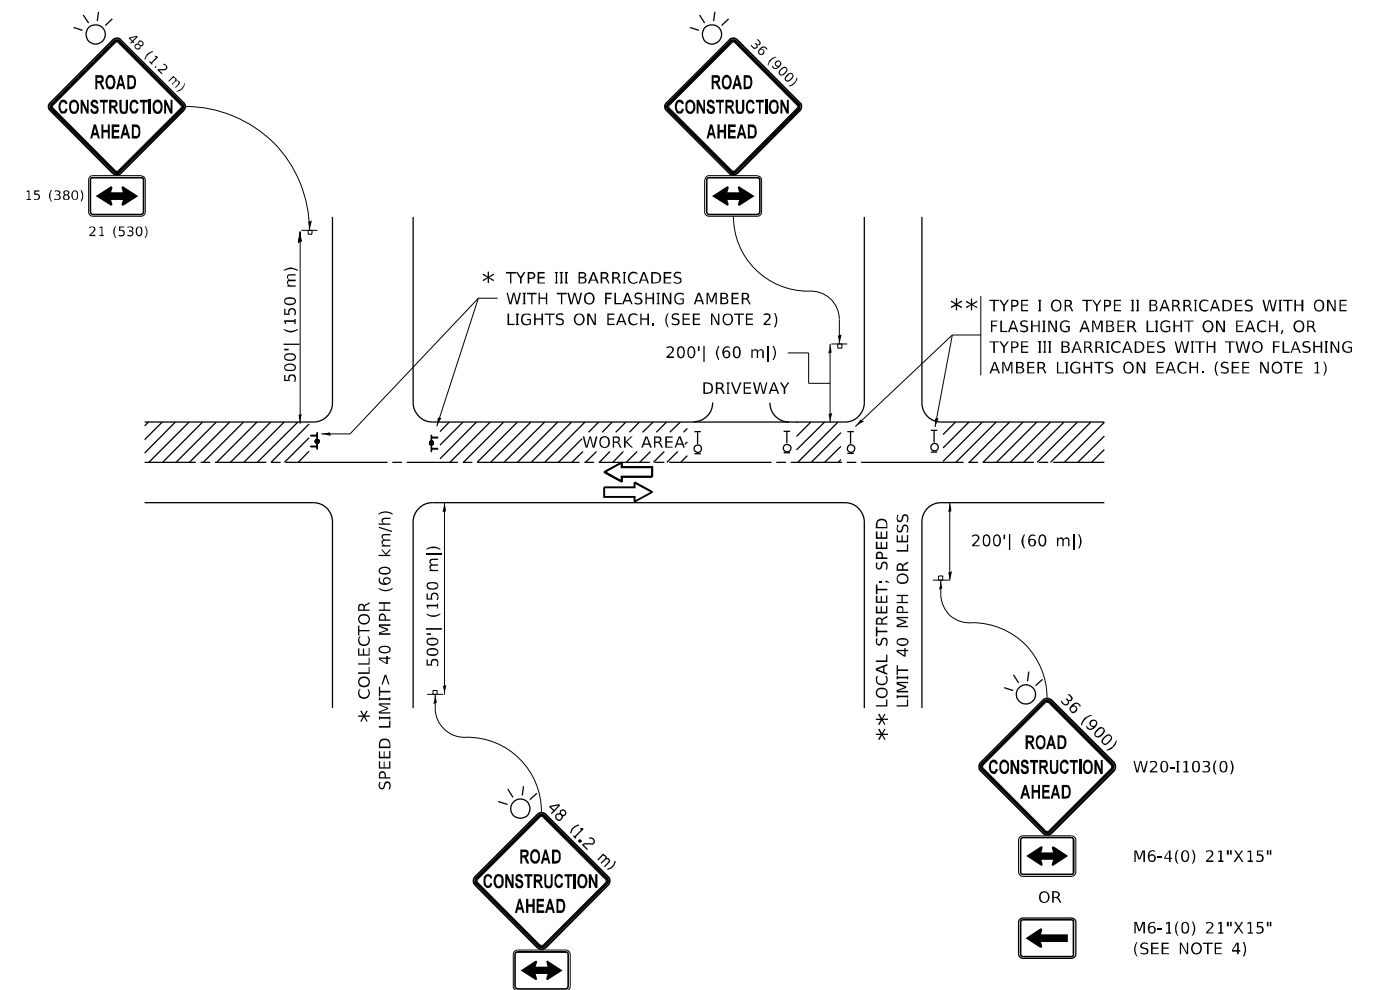 48 (1.2 m)
ROAD
CONSTRUCTION
AHEAD
15 (380)
21 (530)
36 (900)
ROAD
CONSTRUCTION
AHEAD
500'| (150 m)
* TYPE III BARRICADES
WITH TWO FLASHING AMBER
LIGHTS ON EACH. (SEE NOTE 2)
200'| (60 m|)
DRIVEWAY
** TYPE I OR TYPE II BARRICADES WITH ONE
FLASHING AMBER LIGHT ON EACH, OR
TYPE III BARRICADES WITH TWO FLASHING
AMBER LIGHTS ON EACH. (SEE NOTE 1)
WORK AREA
* COLLECTOR
SPEED LIMIT> 40 MPH (60 km/h)
500'| (150 m|)
** LOCAL STREET; SPEED
LIMIT 40 MPH OR LESS
200'| (60 m|)
48 (1.2 m)
ROAD
CONSTRUCTION
AHEAD
36 (900)
ROAD
CONSTRUCTION
AHEAD
W20-I103(0)
M6-4(0) 21"X15"
OR
M6-1(0) 21"X15"
(SEE NOTE 4)